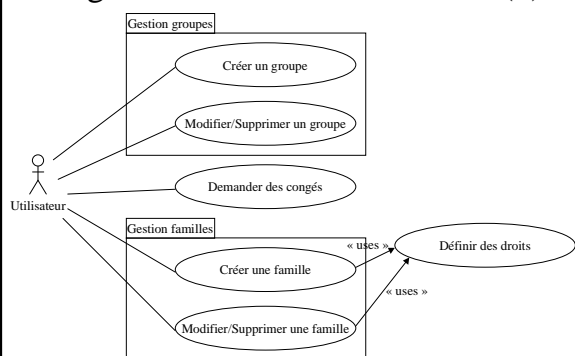 Gestion groupes
Créer un groupe
Modifier/Supprimer un groupe
Demander des congés
Utilisateur
Gestion familles
« uses »
Définir des droits
Créer une famille
« uses »
Modifier/Supprimer une famille